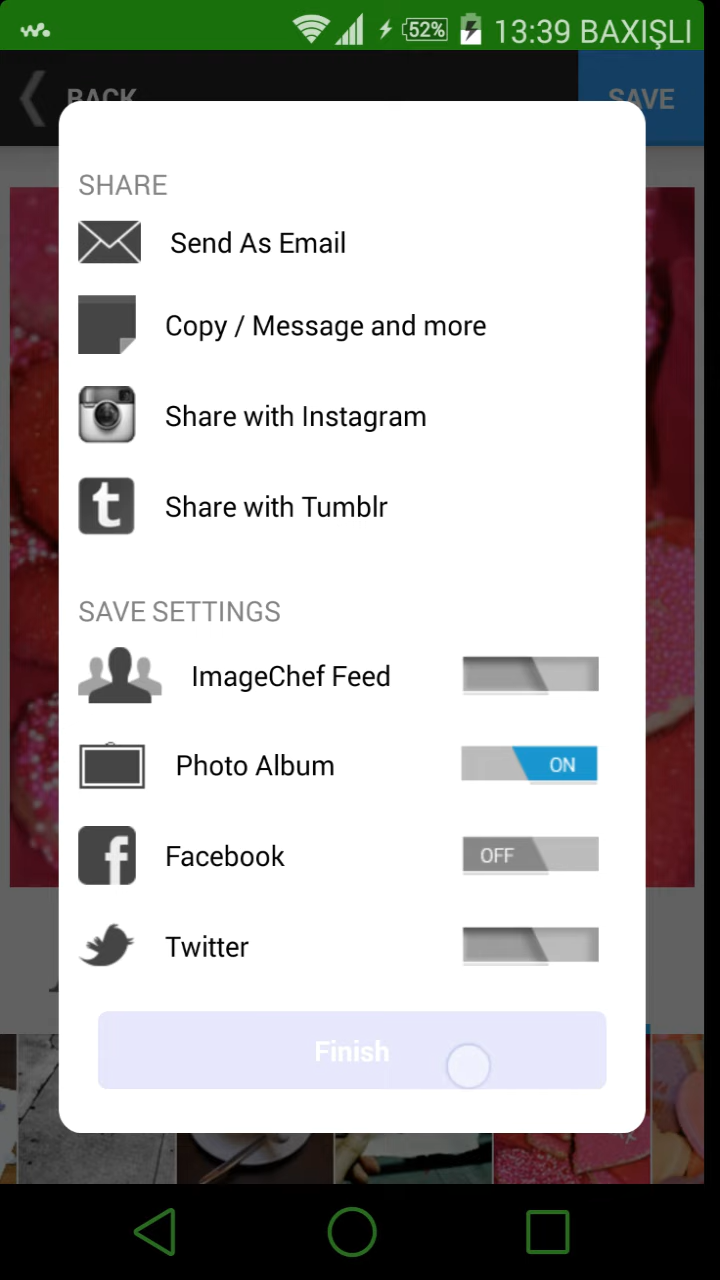 52% 13:39 BAXIŞLI
BACK SAVE
SHARE
Send As Email
Copy / Message and more
Share with Instagram
Share with Tumblr
SAVE SETTINGS
ImageChef Feed
Photo Album ON
Facebook OFF
Twitter
Finish